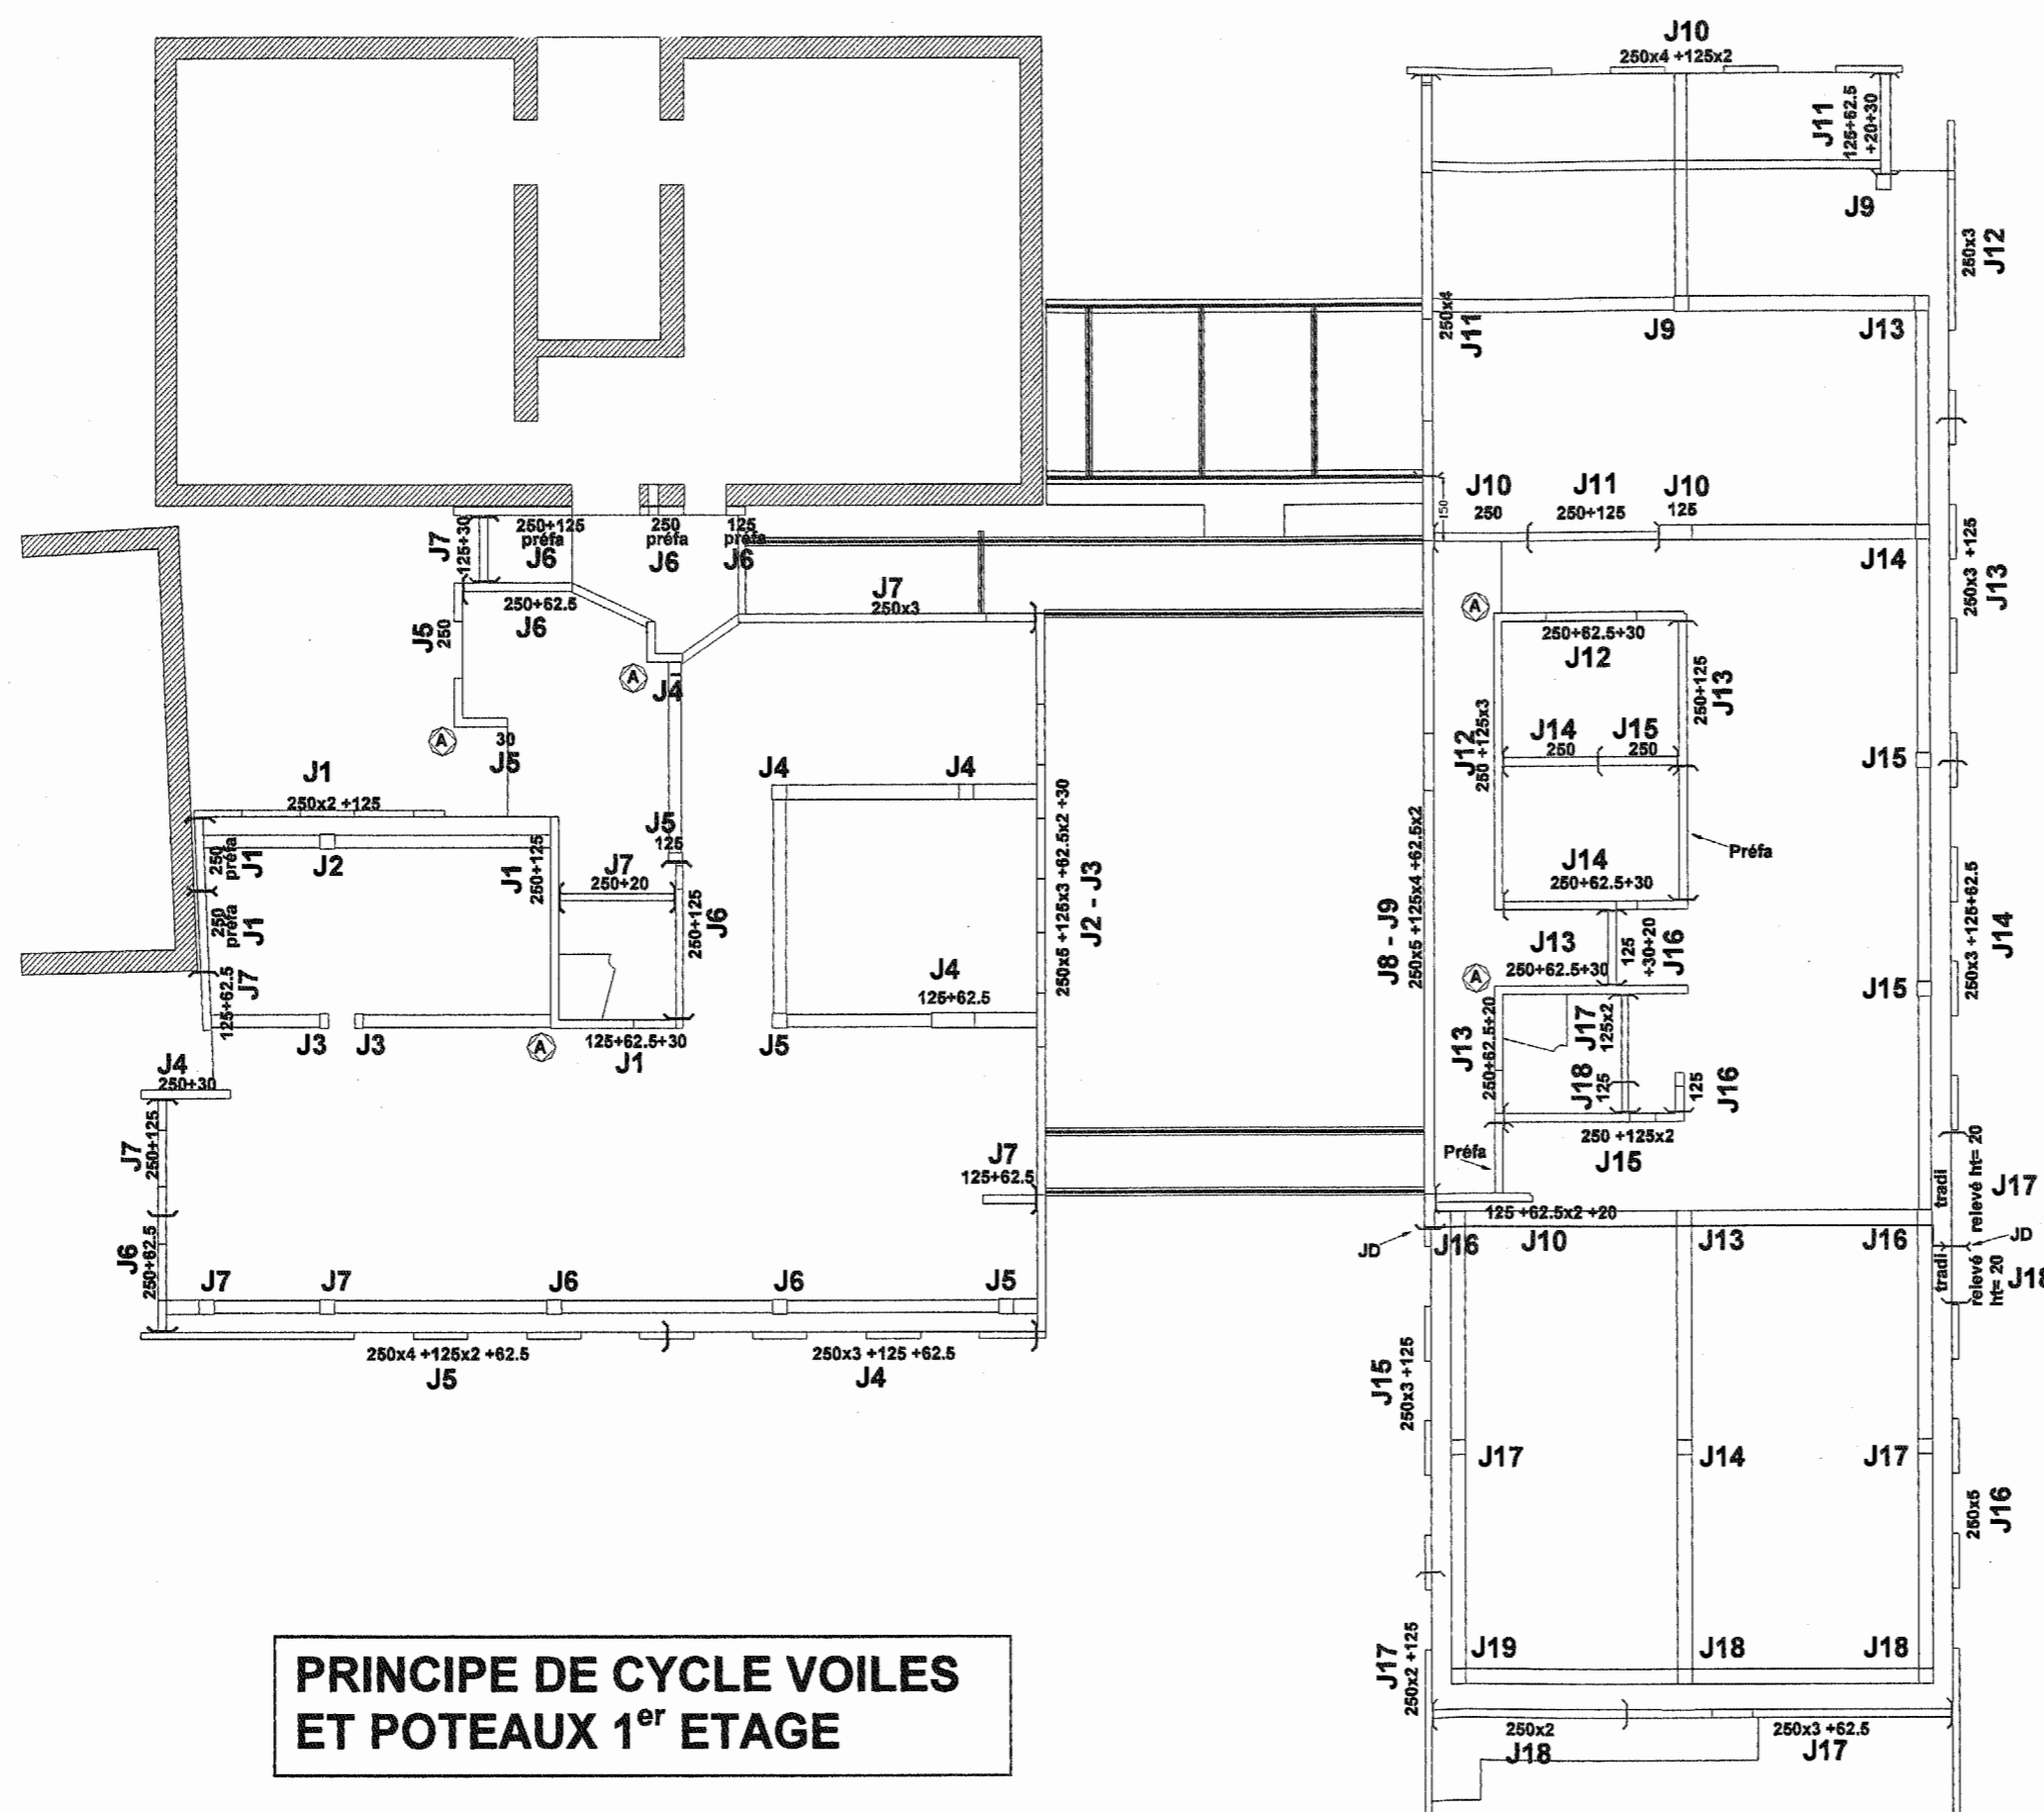 J10
250x4 +125x2
J11
125+62.5
+20+30
J9
250x3
J12
250x4
J11
J9
J13
J10
250
J11
250+125
J10
125
150
J14
250x3 +125
J13
J7
125+30
250+125
préfa
J6
250
préfa
J6
125
préfa
J6
250+62.5
J6
J5
250
J7
250x3
A
J4
A
30
J5
A
250+62.5+30
J12
J13
250+125
J12
250 +125x3
J14
250
J15
250
J15
Préfa
J1
250x2 +125
J4
J4
J5
125
250
préfa
J1
J2
J1
250+125
J7
250+20
J6
250+125
250
préfa
J1
J7
125+62.5
J3
J3
A
125+62.5+30
J1
J4
125+62.5
J5
250x5 +125x3 +62.5x2 +30
J2 - J3
J8 - J9
250x5 +125x4 +62.5x2
J14
250+62.5+30
J13
250+62.5+30
125
+30+20
J16
A
J15
250x3 +125+62.5
J14
J13
250+62.5+20
J17
125x2
J18
125
125
J16
250 +125x2
J15
Préfa
J4
250+30
J7
250+125
J7
125+62.5
J6
250+62.5
J7
J7
J6
J6
J5
250x4 +125x2 +62.5
J5
250x3 +125 +62.5
J4
125 +62.5x2 +20
JD
J16
J10
J13
J16
tradi
relevé ht= 20
J17
JD
tradi
relevé
ht= 20
J18
J15
250x3 +125
J17
J14
J17
250x5
J16
J17
250x2 +125
J19
J18
J18
250x2
J18
250x3 +62.5
J17
PRINCIPE DE CYCLE VOILES
ET POTEAUX 1er ETAGE